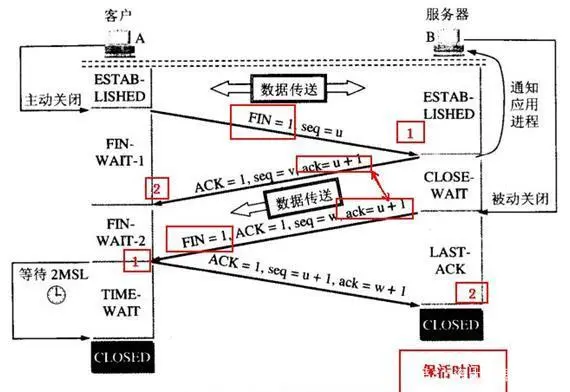 客户
A
服务器
B
主动关闭
ESTAB-
LISHED
数据传送
ESTAB-
LISHED
通知
应用
进程
FIN = 1, seq = u
1
FIN-
WAIT-1
2
ACK = 1, seq = v, ack= u + 1
CLOSE-
WAIT
数据传送
被动关闭
FIN-
WAIT-2
FIN = 1, ACK = 1, seq = w, ack= u + 1
1
等待 2MSL
ACK = 1, seq = u + 1, ack = w + 1
LAST-
ACK
2
TIME-
WAIT
CLOSED
CLOSED
保活时间